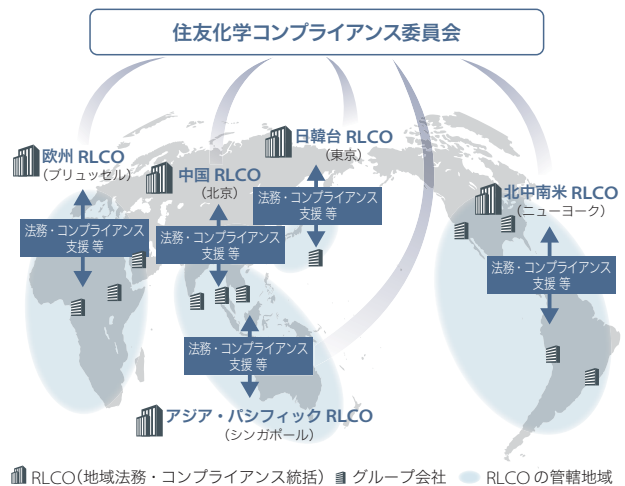 住友化学コンプライアンス委員会
日韓台 RLCO
（東京）
欧州 RLCO
（ブリュッセル）
中国 RLCO
（北京）
北中南米 RLCO
（ニューヨーク）
法務・コンプライアンス
支援 等
法務・コンプライアンス
支援 等
法務・コンプライアンス
支援 等
法務・コンプライアンス
支援 等
法務・コンプライアンス
支援 等
アジア・パシフィック RLCO
（シンガポール）
RLCO（地域法務・コンプライアンス統括） グループ会社 RLCO の管轄地域